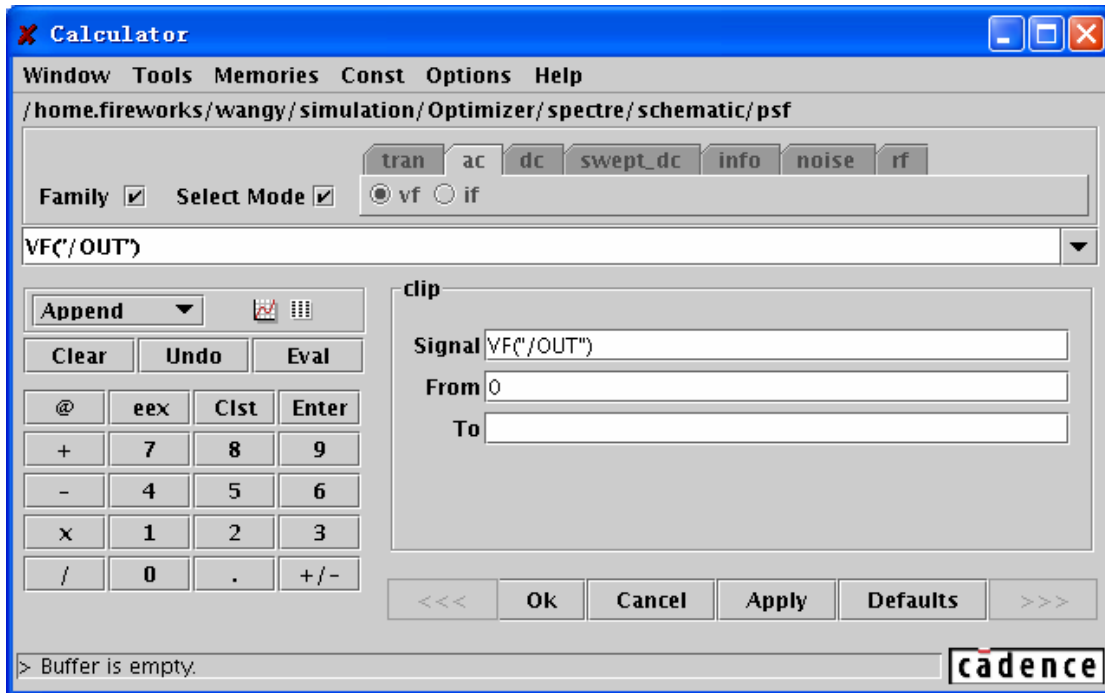 Calculator
Window Tools Memories Const Options Help
/home.fireworks/wangy/simulation/Optimizer/spectre/schematic/psf
tran ac dc swept_dc info noise rf
Family Select Mode vf if
VF("/OUT")
Append
clip
Clear Undo Eval
Signal VF("/OUT")
From 0
@ eex Clst Enter
To
+ 7 8 9
- 4 5 6
x 1 2 3
/ 0 . +/-
<<< Ok Cancel Apply Defaults >>>
> Buffer is empty.
cādence